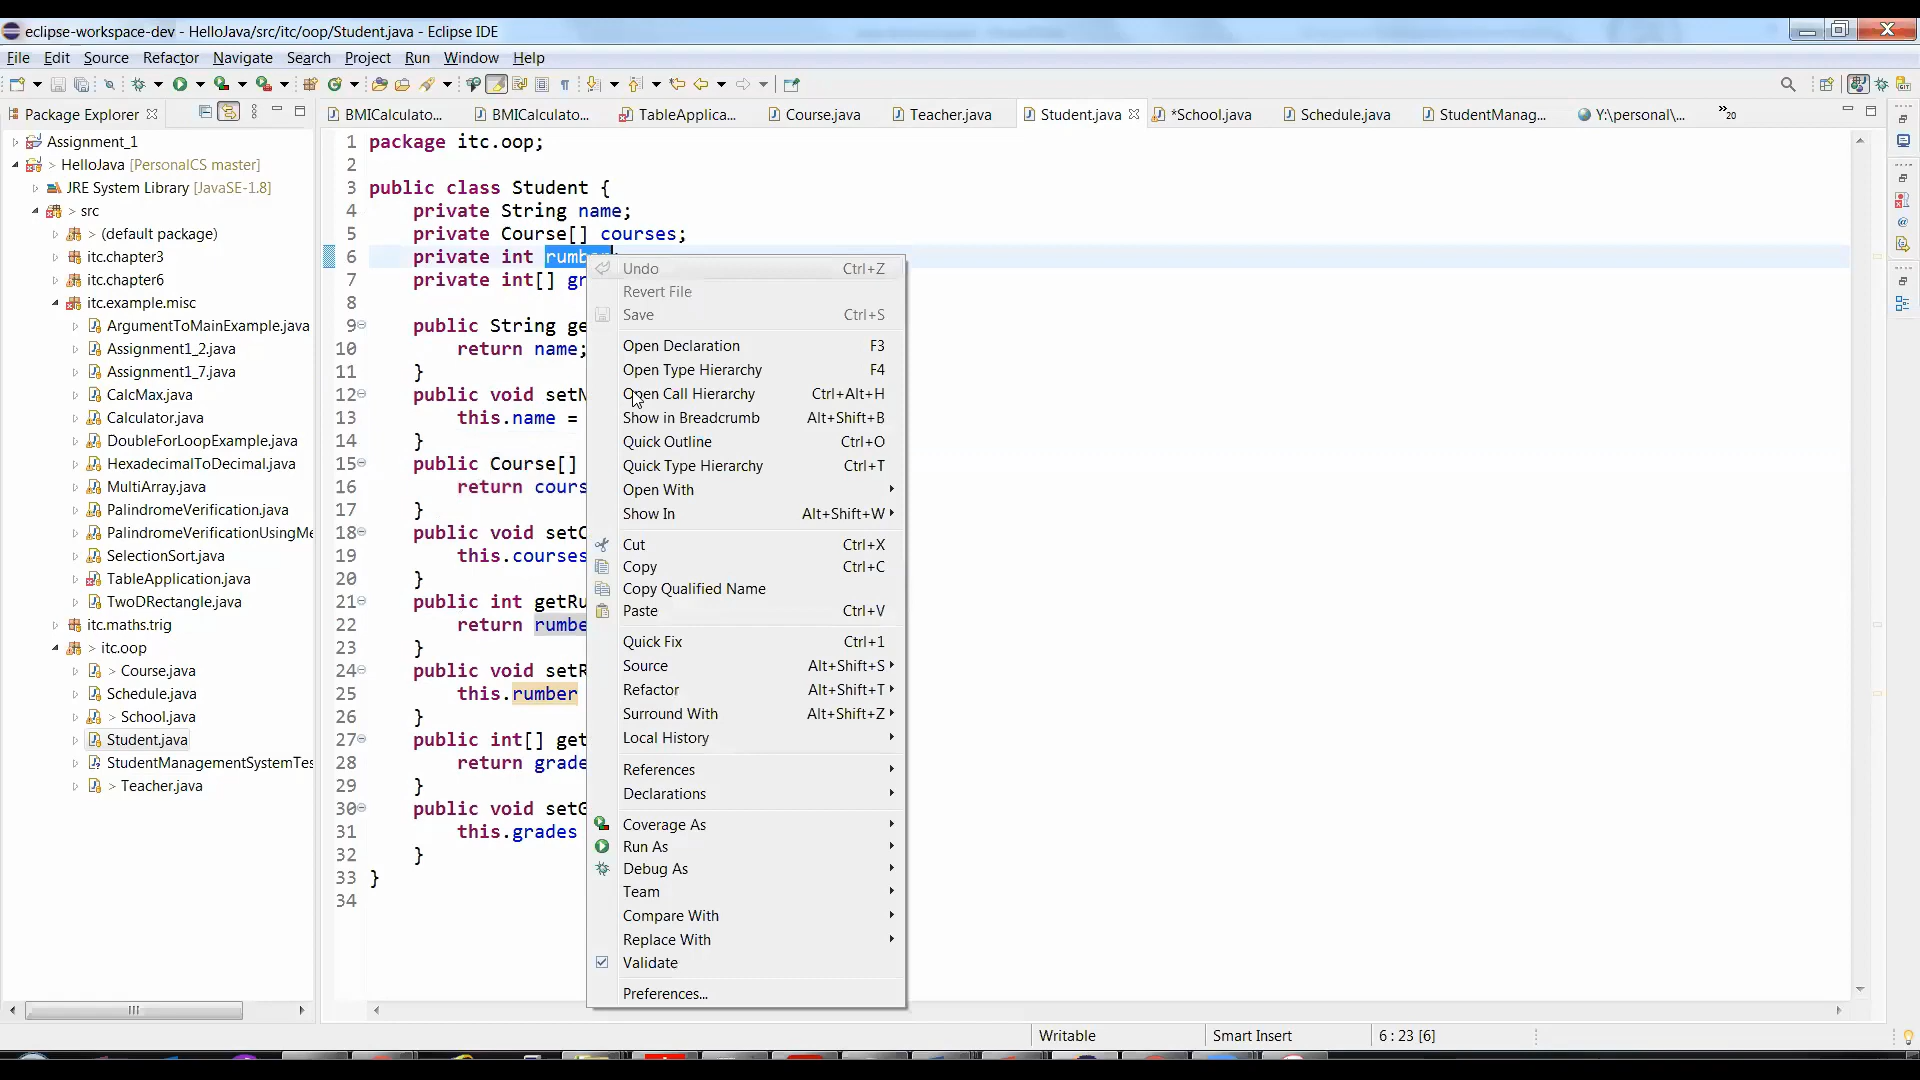 eclipse-workspace-dev - HelloJava/src/itc/oop/Student.java - Eclipse IDE
File Edit Source Refactor Navigate Search Project Run Window Help
Package Explorer
BMICalculato... BMICalculato... TableApplica... Course.java Teacher.java Student.java *School.java Schedule.java StudentManag... Y:\personal\... »20
Assignment_1
> HelloJava [PersonalCS master]
JRE System Library [JavaSE-1.8]
> src
> (default package)
itc.chapter3
itc.chapter6
itc.example.misc
ArgumentToMainExample.java
Assignment1_2.java
Assignment1_7.java
CalcMax.java
Calculator.java
DoubleForLoopExample.java
HexadecimalToDecimal.java
MultiArray.java
PalindromeVerification.java
PalindromeVerificationUsingMe
SelectionSort.java
TableApplication.java
TwoDRectangle.java
itc.maths.trig
> itc.oop
> Course.java
Schedule.java
> School.java
Student.java
StudentManagementSystemTes
> Teacher.java
1 package itc.oop;
2
3 public class Student {
4 private String name;
5 private Course[] courses;
6 private int rumber;
7 private int[] gr
8
9 public String ge
10 return name;
11 }
12 public void setN
13 this.name =
14 }
15 public Course[]
16 return cours
17 }
18 public void setC
19 this.courses
20 }
21 public int getRu
22 return rumbe
23 }
24 public void setR
25 this.rumber
26 }
27 public int[] get
28 return grade
29 }
30 public void setG
31 this.grades
32 }
33 }
34
Undo Ctrl+Z
Revert File
Save Ctrl+S
Open Declaration F3
Open Type Hierarchy F4
Open Call Hierarchy Ctrl+Alt+H
Show in Breadcrumb Alt+Shift+B
Quick Outline Ctrl+O
Quick Type Hierarchy Ctrl+T
Open With
Show In Alt+Shift+W
Cut Ctrl+X
Copy Ctrl+C
Copy Qualified Name
Paste Ctrl+V
Quick Fix Ctrl+1
Source Alt+Shift+S
Refactor Alt+Shift+T
Surround With Alt+Shift+Z
Local History
References
Declarations
Coverage As
Run As
Debug As
Team
Compare With
Replace With
Validate
Preferences...
Writable Smart Insert 6 : 23 [6]